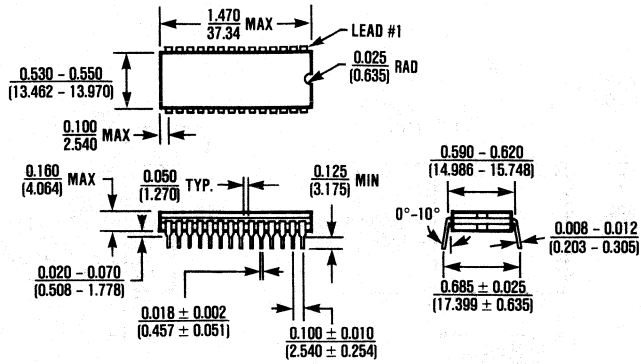 1.470 MAX
37.34
LEAD #1
0.530 – 0.550
(13.462 – 13.970)
0.025 RAD
(0.635)
0.100 MAX
2.540
0.160 MAX
(4.064)
0.050 TYP.
(1.270)
0.125 MIN
(3.175)
0.590 – 0.620
(14.986 – 15.748)
0°–10°
0.008 – 0.012
(0.203 – 0.305)
0.020 – 0.070
(0.508 – 1.778)
0.018 ± 0.002
(0.457 ± 0.051)
0.100 ± 0.010
(2.540 ± 0.254)
0.685 ± 0.025
(17.399 ± 0.635)